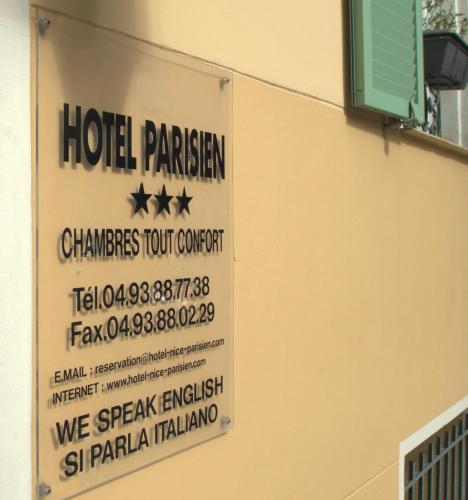 HOTEL PARISIEN
★★★
CHAMBRES TOUT CONFORT
Tél.04.93.88.77.38
Fax.04.93.88.02.29
E.MAIL : reservation@hotel-nice-parisien.com
INTERNET : www.hotel-nice-parisien.com
WE SPEAK ENGLISH
SI PARLA ITALIANO